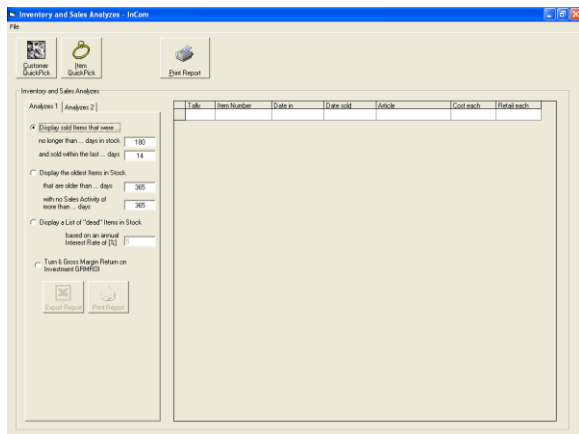 Inventory and Sales Analyzes - InCom
File
Customer QuickPick
Item QuickPick
Print Report
Inventory and Sales Analyzes
Analyzes 1
Analyzes 2
Tally Item Number Date in Date sold Article Cost each Retail each
Display sold Items that were ...
no longer than ... days in stock 180
and sold within the last ... days 14
Display the oldest Items in Stock
that are older than ... days 365
with no Sales Activity of
more than ... days 365
Display a List of "dead" Items in Stock
based on an annual
Interest Rate of [%] 5
Turn & Gross Margin Return on
Investment GRMROI
Export Report
Print Report